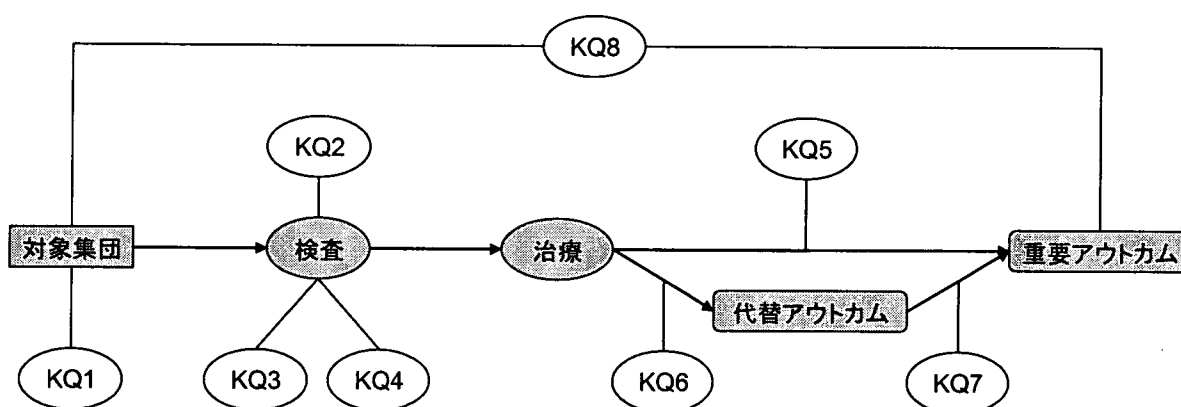 KQ8
KQ2
KQ5
対象集団
検査
治療
重要アウトカム
代替アウトカム
KQ1
KQ3
KQ4
KQ6
KQ7